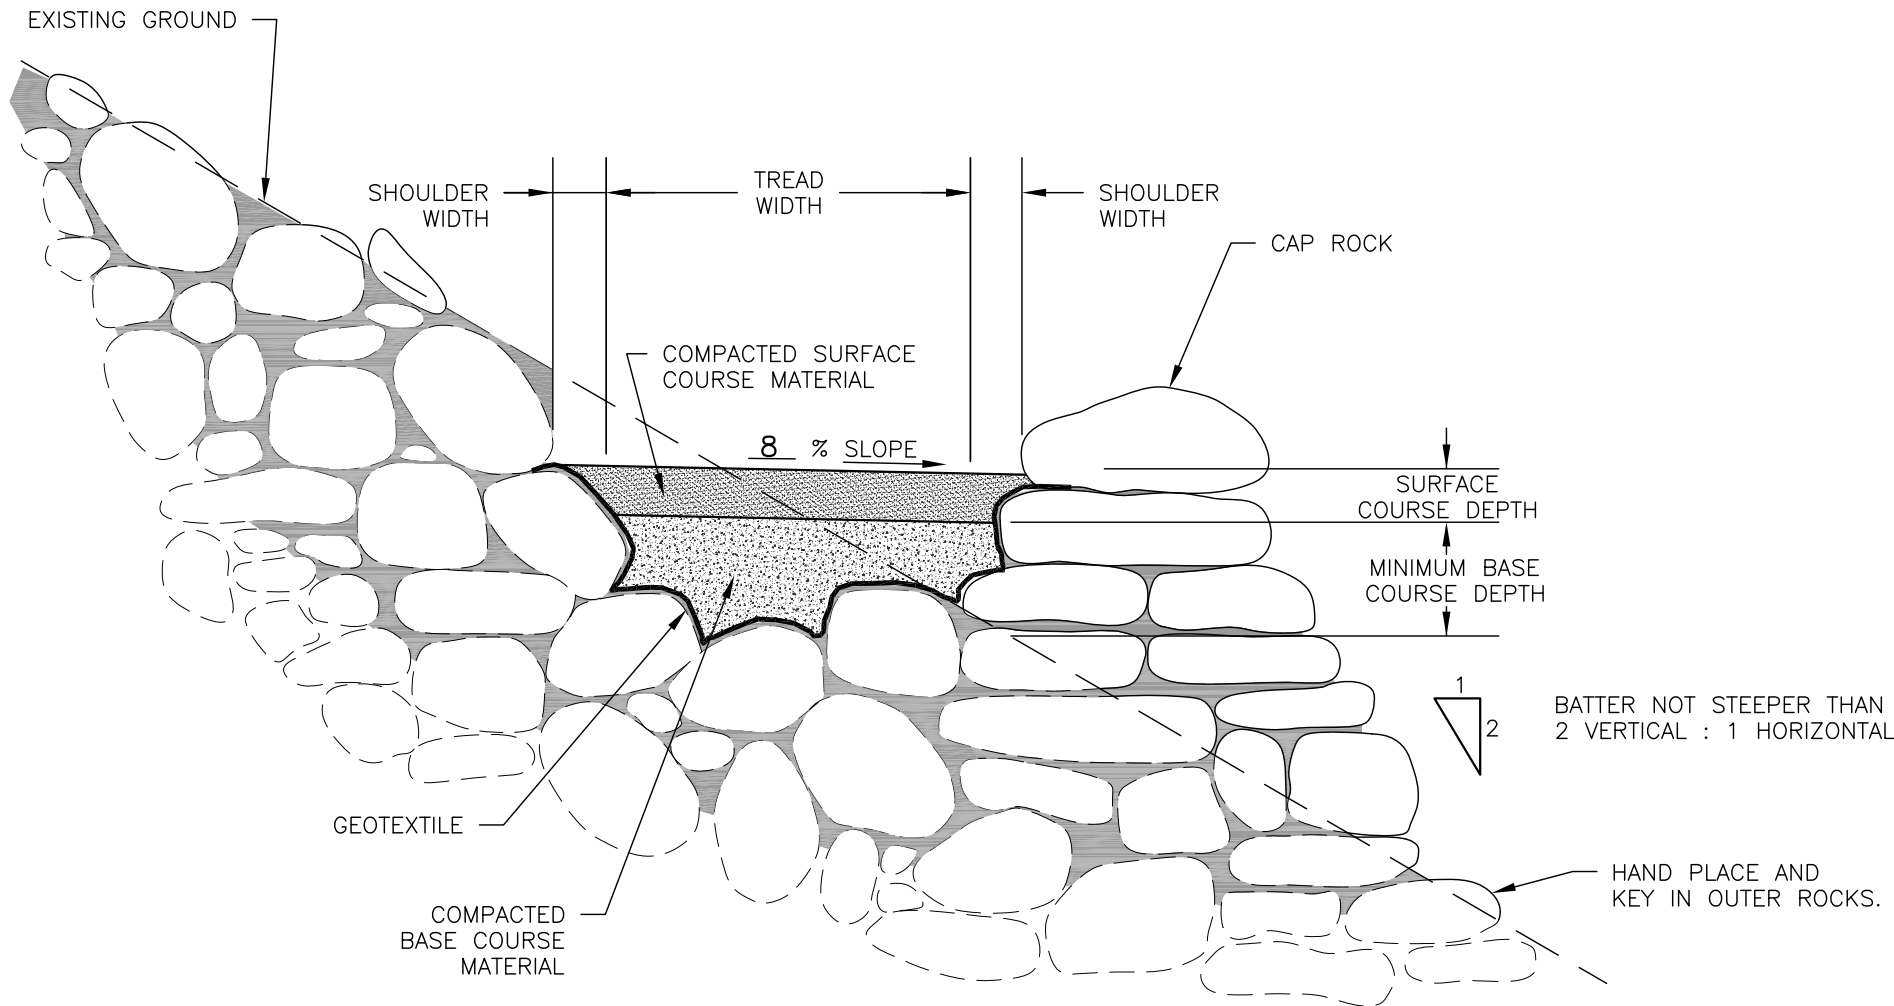 EXISTING GROUND
SHOULDER
WIDTH
TREAD
WIDTH
SHOULDER
WIDTH
CAP ROCK
COMPACTED SURFACE
COURSE MATERIAL
8 % SLOPE
SURFACE
COURSE DEPTH
MINIMUM BASE
COURSE DEPTH
1
2
BATTER NOT STEEPER THAN
2 VERTICAL : 1 HORIZONTAL
GEOTEXTILE
HAND PLACE AND
KEY IN OUTER ROCKS.
COMPACTED
BASE COURSE
MATERIAL